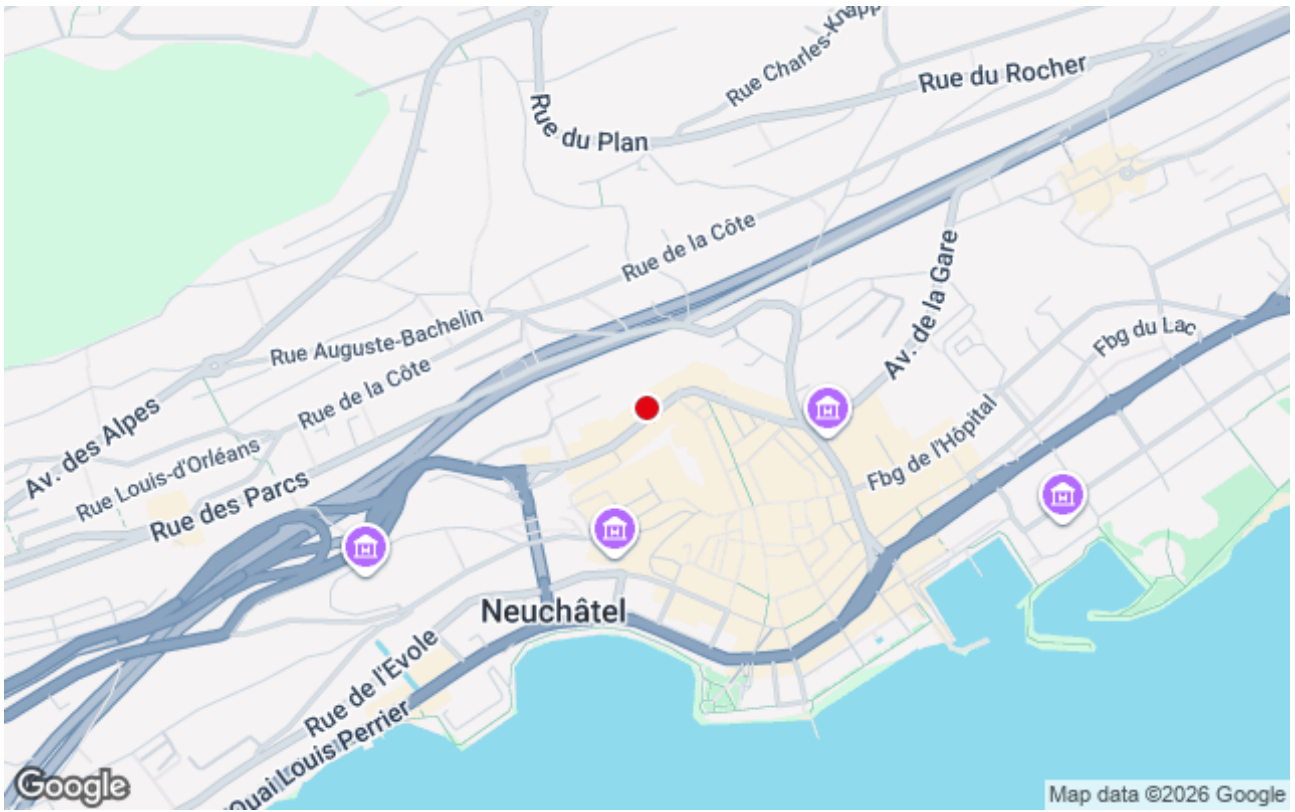 Rue Charles-Knapp
Rue du Rocher
Rue du Plan
Rue de la Côte
Av. de la Gare
Fbg du Lac
Rue Auguste-Bachelin
Rue de la Côte
Av. des Alpes
Rue Louis-d'Orléans
Fbg de l'Hôpital
Rue des Parcs
Neuchâtel
Rue de l'Evole
Quai Louis Perrier
Google
Map data ©2026 Google